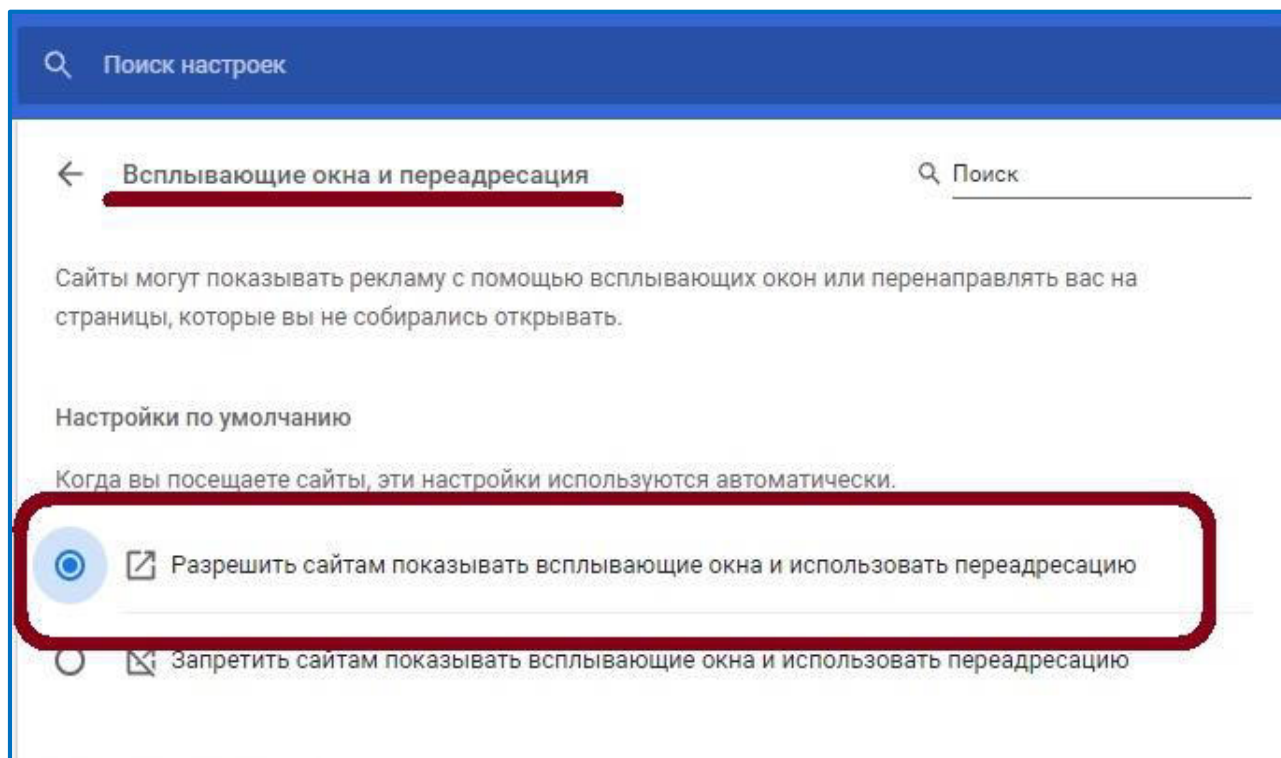 Поиск настроек
Всплывающие окна и переадресация
Поиск
Сайты могут показывать рекламу с помощью всплывающих окон или перенаправлять вас на
страницы, которые вы не собирались открывать.
Настройки по умолчанию
Когда вы посещаете сайты, эти настройки используются автоматически.
Разрешить сайтам показывать всплывающие окна и использовать переадресацию
Запретить сайтам показывать всплывающие окна и использовать переадресацию